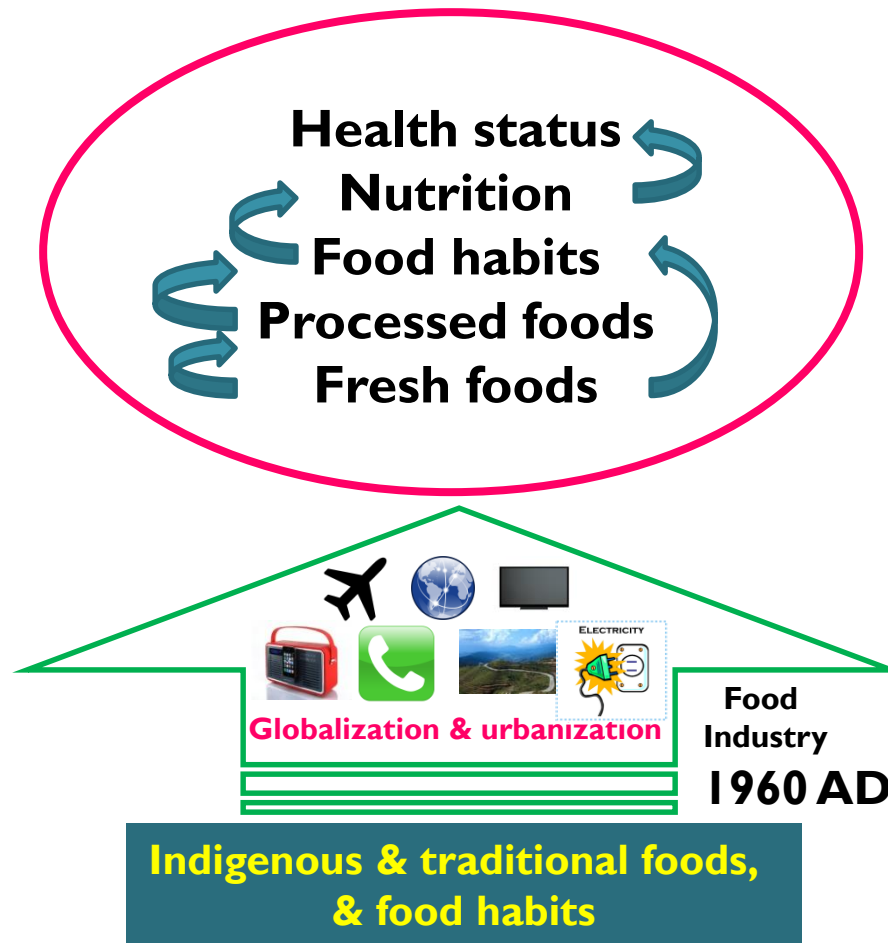 Health status
Nutrition
Food habits
Processed foods
Fresh foods
ELECTRICITY
Globalization & urbanization
Food
Industry
1960 AD
Indigenous & traditional foods,
& food habits